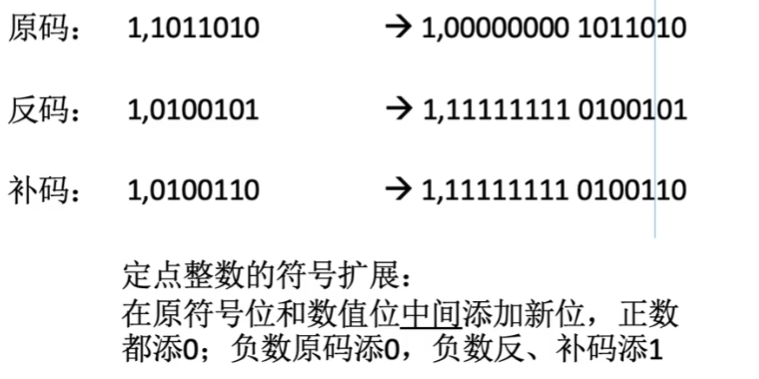 原码： 1,1011010 → 1,00000000 1011010
反码： 1,0100101 → 1,11111111 0100101
补码： 1,0100110 → 1,11111111 0100110
定点整数的符号扩展：
在原符号位和数值位中间添加新位，正数
都添0；负数原码添0，负数反、补码添1